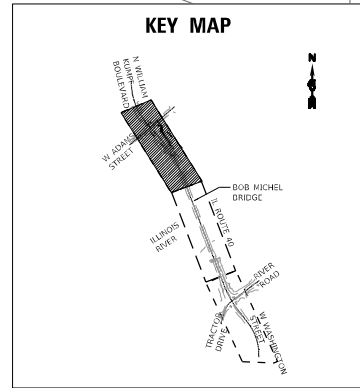 KEY MAP
N
N. WILLIAM
KUMPF
BOULEVARD
W ADAMS
STREET
BOB MICHEL
BRIDGE
IL ROUTE 40
ILLINOIS
RIVER
RIVER
ROAD
TRACTOR
DRIVE
W WASHINGTON
STREET